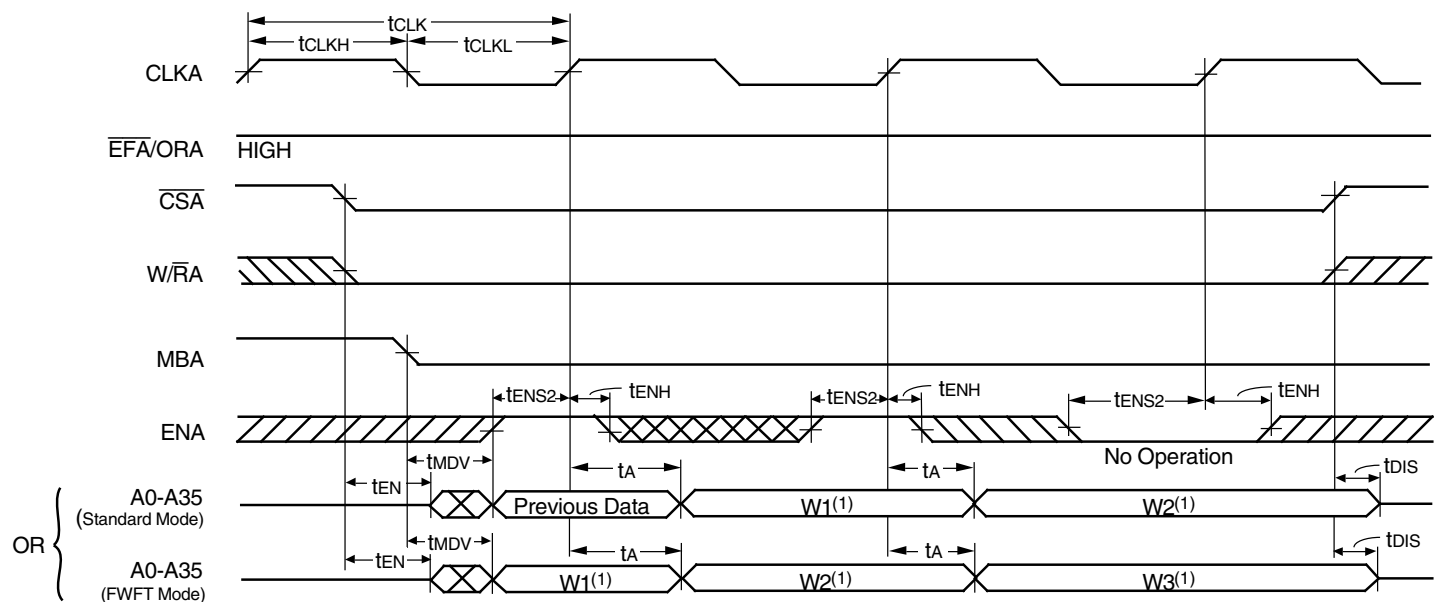 tCLK
tCLKH tCLKL
CLKA
EFA/ORA HIGH
CSA
W/RA
MBA
tENS2 tENH tENS2 tENH tENS2 tENH
ENA
No Operation
tMDV tA tA tDIS
tEN
A0-A35
(Standard Mode)
Previous Data W1(1) W2(1)
OR
tMDV tA tA tDIS
tEN
A0-A35
(FWFT Mode)
W1(1) W2(1) W3(1)